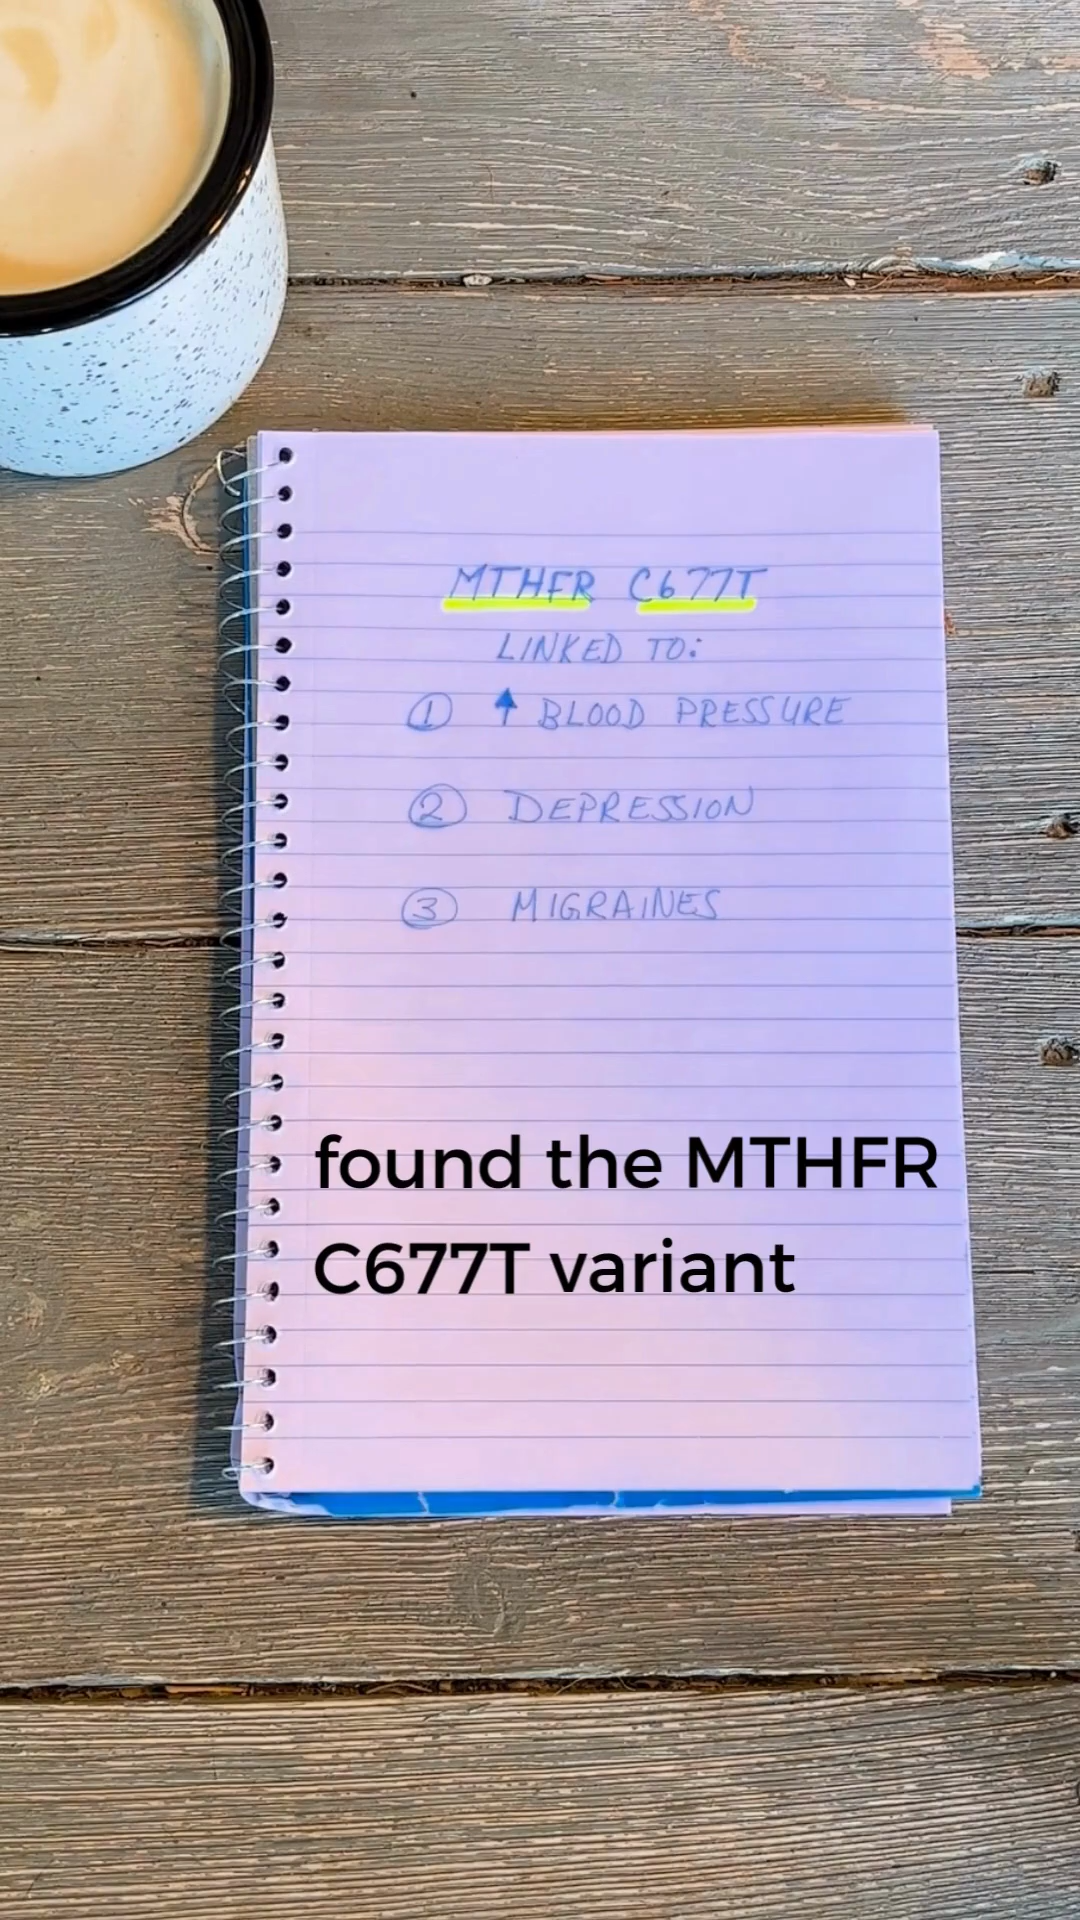 MTHFR C677T
LINKED TO:
① ↑ BLOOD PRESSURE
② DEPRESSION
③ MIGRAINES
found the MTHFR
C677T variant